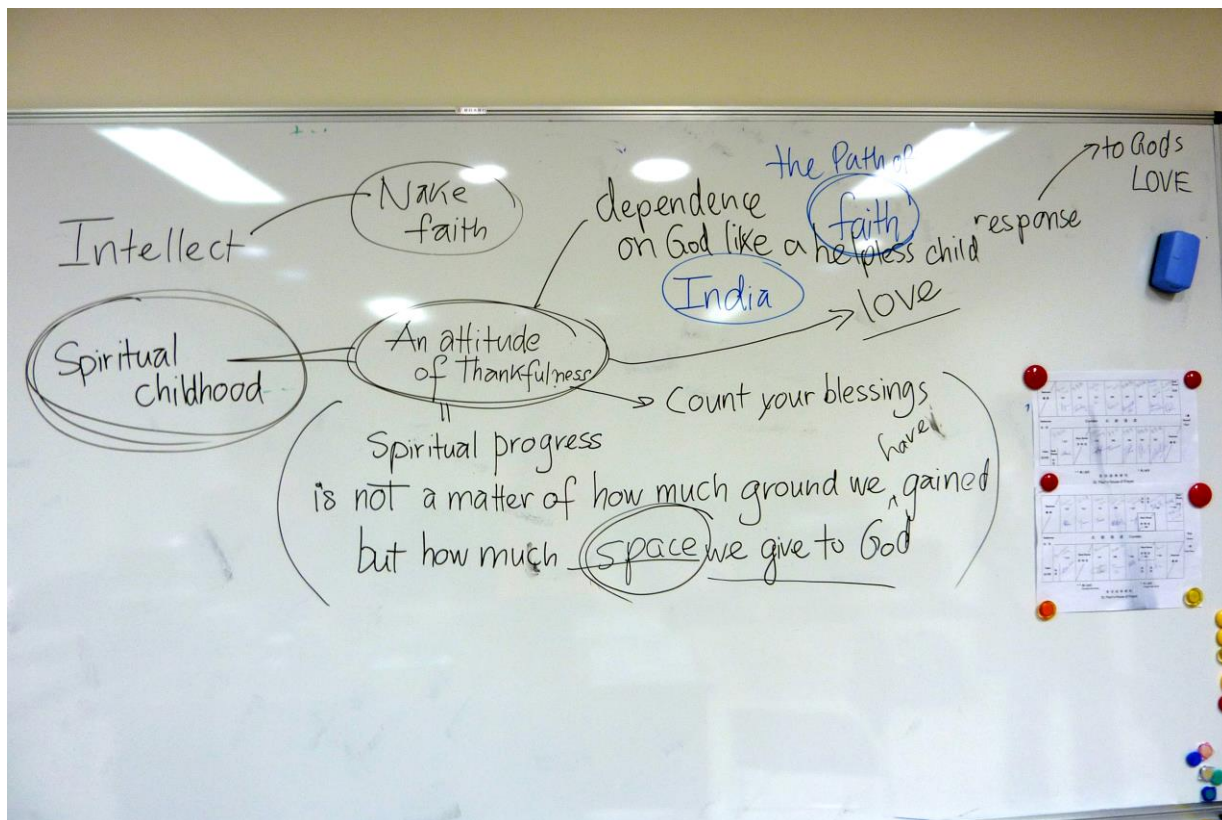 Intellect
Nake
faith
dependence
on God like a helpless child
the Path of
faith
India
response
to Gods
LOVE
Spiritual
childhood
An attitude
of Thankfulness
love
Count your blessings
Spiritual progress
is not a matter of how much ground we have gained
but how much space we give to God